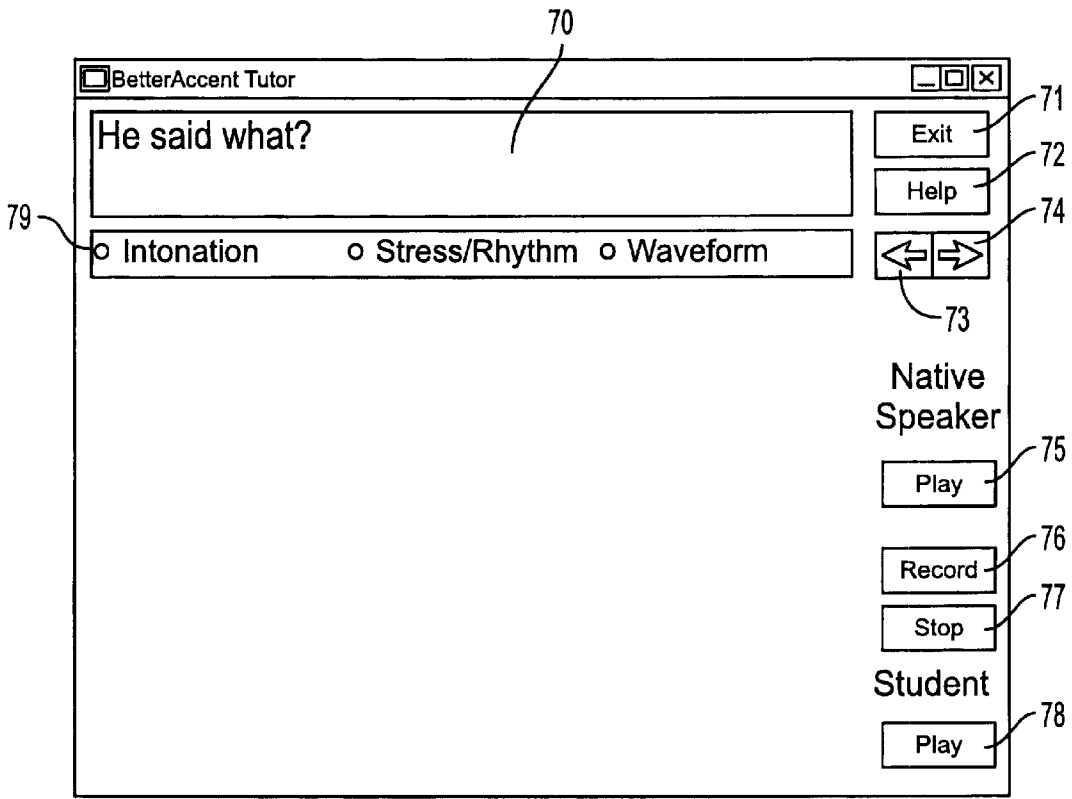 70
BetterAccent Tutor
71
He said what?
Exit
72
Help
79
74
Intonation Stress/Rhythm Waveform
73
Native
Speaker
75
Play
76
Record
77
Stop
Student
78
Play